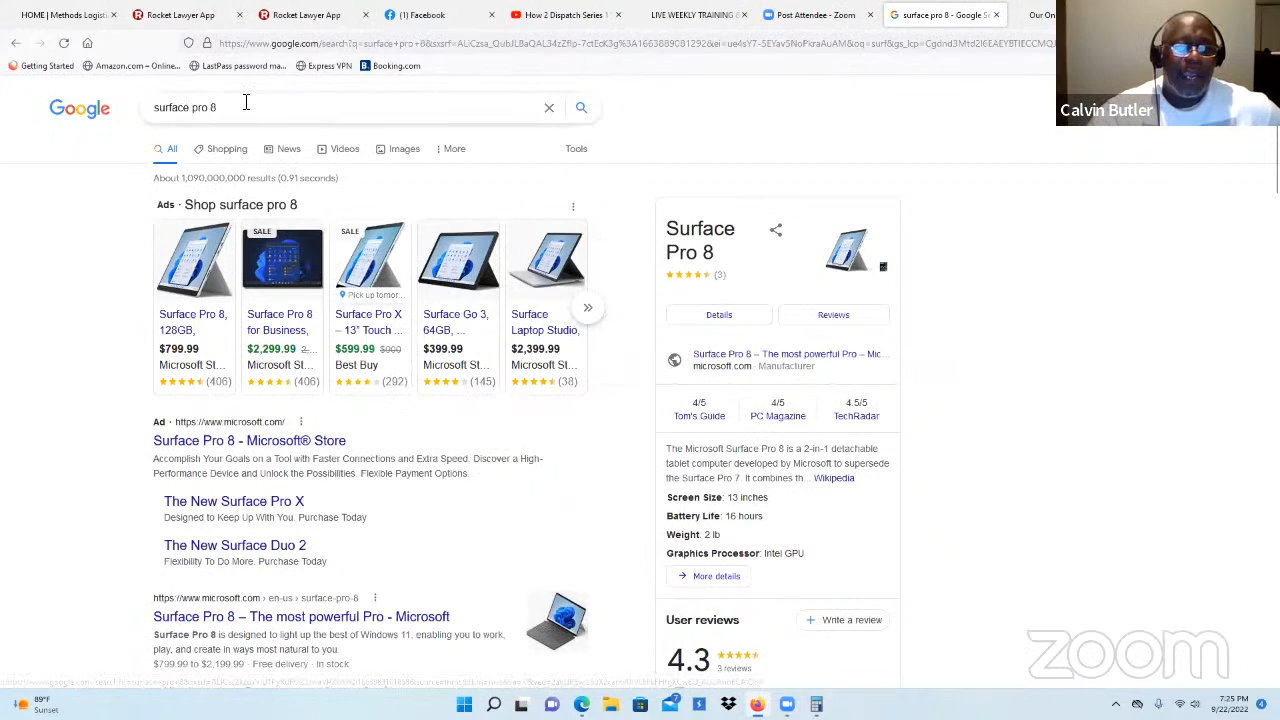 HOME | Medlots
Medlot | Royalty
Medlot | Royalty
(1) Facebook
How 2 Dispatch Series 1
LIVE WEEKLY TRAINING
Post Attendee - Zoom
surface pro 8 - Google Se
Our On
Getting Started
Amazon.com – Online...
LastPass password ma...
Express VPN
Booking.com
Google
surface pro 8
All
Shopping
News
Videos
Images
More
Tools
About 1,090,000,000 results (0.91 seconds)
Ads · Shop surface pro 8
SALE
SALE
Pick up tomor...
Surface Pro 8, 128GB,
$799.99
Microsoft St...
(406)
Surface Pro 8 for Business,
$2,299.99 2,...
Microsoft St...
(406)
Surface Pro X – 13" Touch ...
$599.99 $900
Best Buy
(292)
Surface Go 3, 64GB, ...
$399.99
Microsoft St...
(145)
Surface Laptop Studio,
$2,399.99
Microsoft St...
(38)
Ad · https://www.microsoft.com/
Surface Pro 8 - Microsoft® Store
Accomplish Your Goals on a Tool with Faster Connections and Extra Speed. Discover a High-
Performance Device and Unlock the Possibilities. Flexible Payment Options.
The New Surface Pro X
Designed to Keep Up With You. Purchase Today
The New Surface Duo 2
Flexibility To Do More. Purchase Today
https://www.microsoft.com › en-us › surface-pro-8
Surface Pro 8 – The most powerful Pro - Microsoft
Surface Pro 8 is designed to light up the best of Windows 11, enabling you to work,
play, and create in ways most natural to you.
$799.99 to $2,199.99 · Free delivery · In stock
Surface
Pro 8
(3)
Details
Reviews
Surface Pro 8 – The most powerful Pro – Mic...
microsoft.com · Manufacturer
4/5
Tom's Guide
4/5
PC Magazine
4.5/5
TechRadar
The Microsoft Surface Pro 8 is a 2-in-1 detachable
tablet computer developed by Microsoft to supersede
the Surface Pro 7. It combines th... Wikipedia
Screen Size: 13 inches
Battery Life: 16 hours
Weight: 2 lb
Graphics Processor: Intel GPU
More details
User reviews
Write a review
4.3
3 reviews
Calvin Butler
zoom
89°F
Sunset
7
7:25 PM
9/22/2022
4